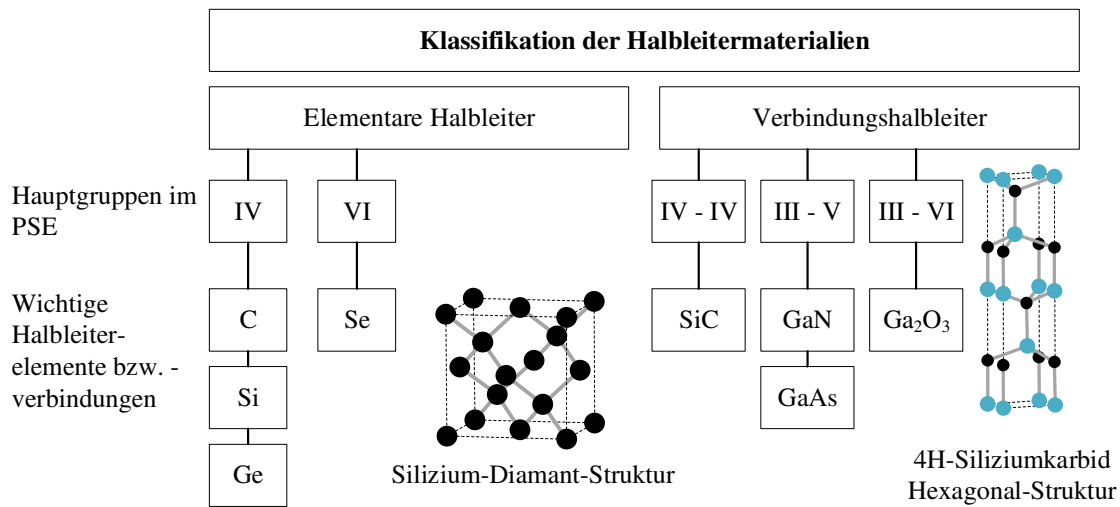 Klassifikation der Halbleitermaterialien
Elementare Halbleiter
Verbindungshalbleiter
Hauptgruppen im
PSE
IV
VI
IV - IV
III - V
III - VI
Wichtige
Halbleiter-
elemente bzw. -
verbindungen
C
Se
SiC
GaN
Ga₂O₃
Si
GaAs
Ge
Silizium-Diamant-Struktur
4H-Siliziumkarbid
Hexagonal-Struktur